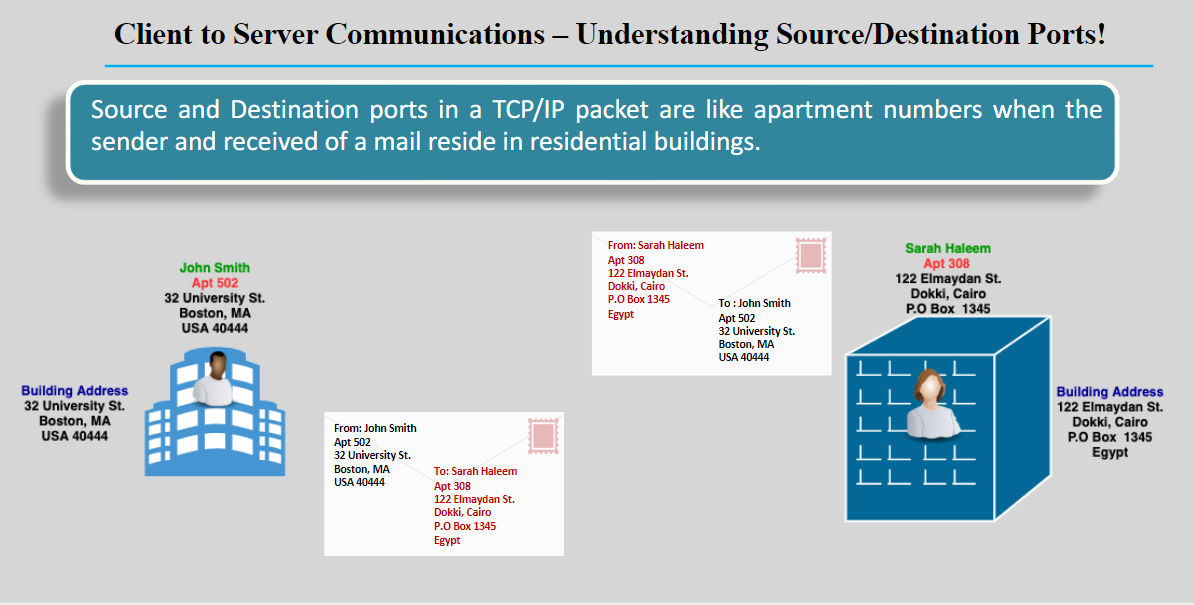 Client to Server Communications – Understanding Source/Destination Ports!
Source and Destination ports in a TCP/IP packet are like apartment numbers when the
sender and received of a mail reside in residential buildings.
John Smith
Apt 502
32 University St.
Boston, MA
USA 40444
Building Address
32 University St.
Boston, MA
USA 40444
From: John Smith
Apt 502
32 University St.
Boston, MA
USA 40444
To: Sarah Haleem
Apt 308
122 Elmaydan St.
Dokki, Cairo
P.O Box 1345
Egypt
From: Sarah Haleem
Apt 308
122 Elmaydan St.
Dokki, Cairo
P.O Box 1345
Egypt
To : John Smith
Apt 502
32 University St.
Boston, MA
USA 40444
Sarah Haleem
Apt 308
122 Elmaydan St.
Dokki, Cairo
P.O Box 1345
Building Address
122 Elmaydan St.
Dokki, Cairo
P.O Box 1345
Egypt